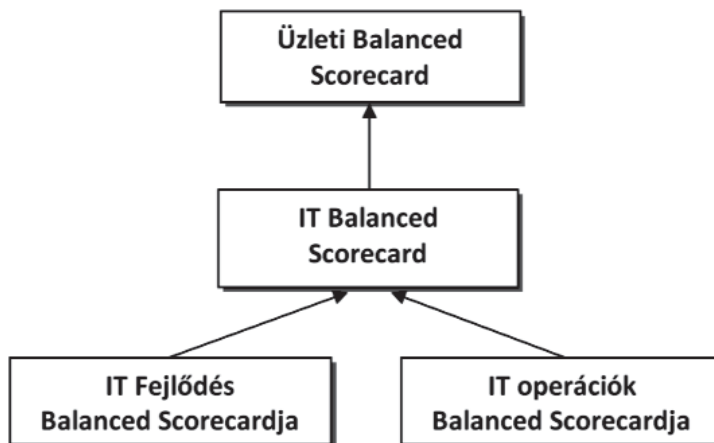 Üzleti Balanced
Scorecard
IT Balanced
Scorecard
IT Fejlődés
Balanced Scorecardja
IT operációk
Balanced Scorecardja